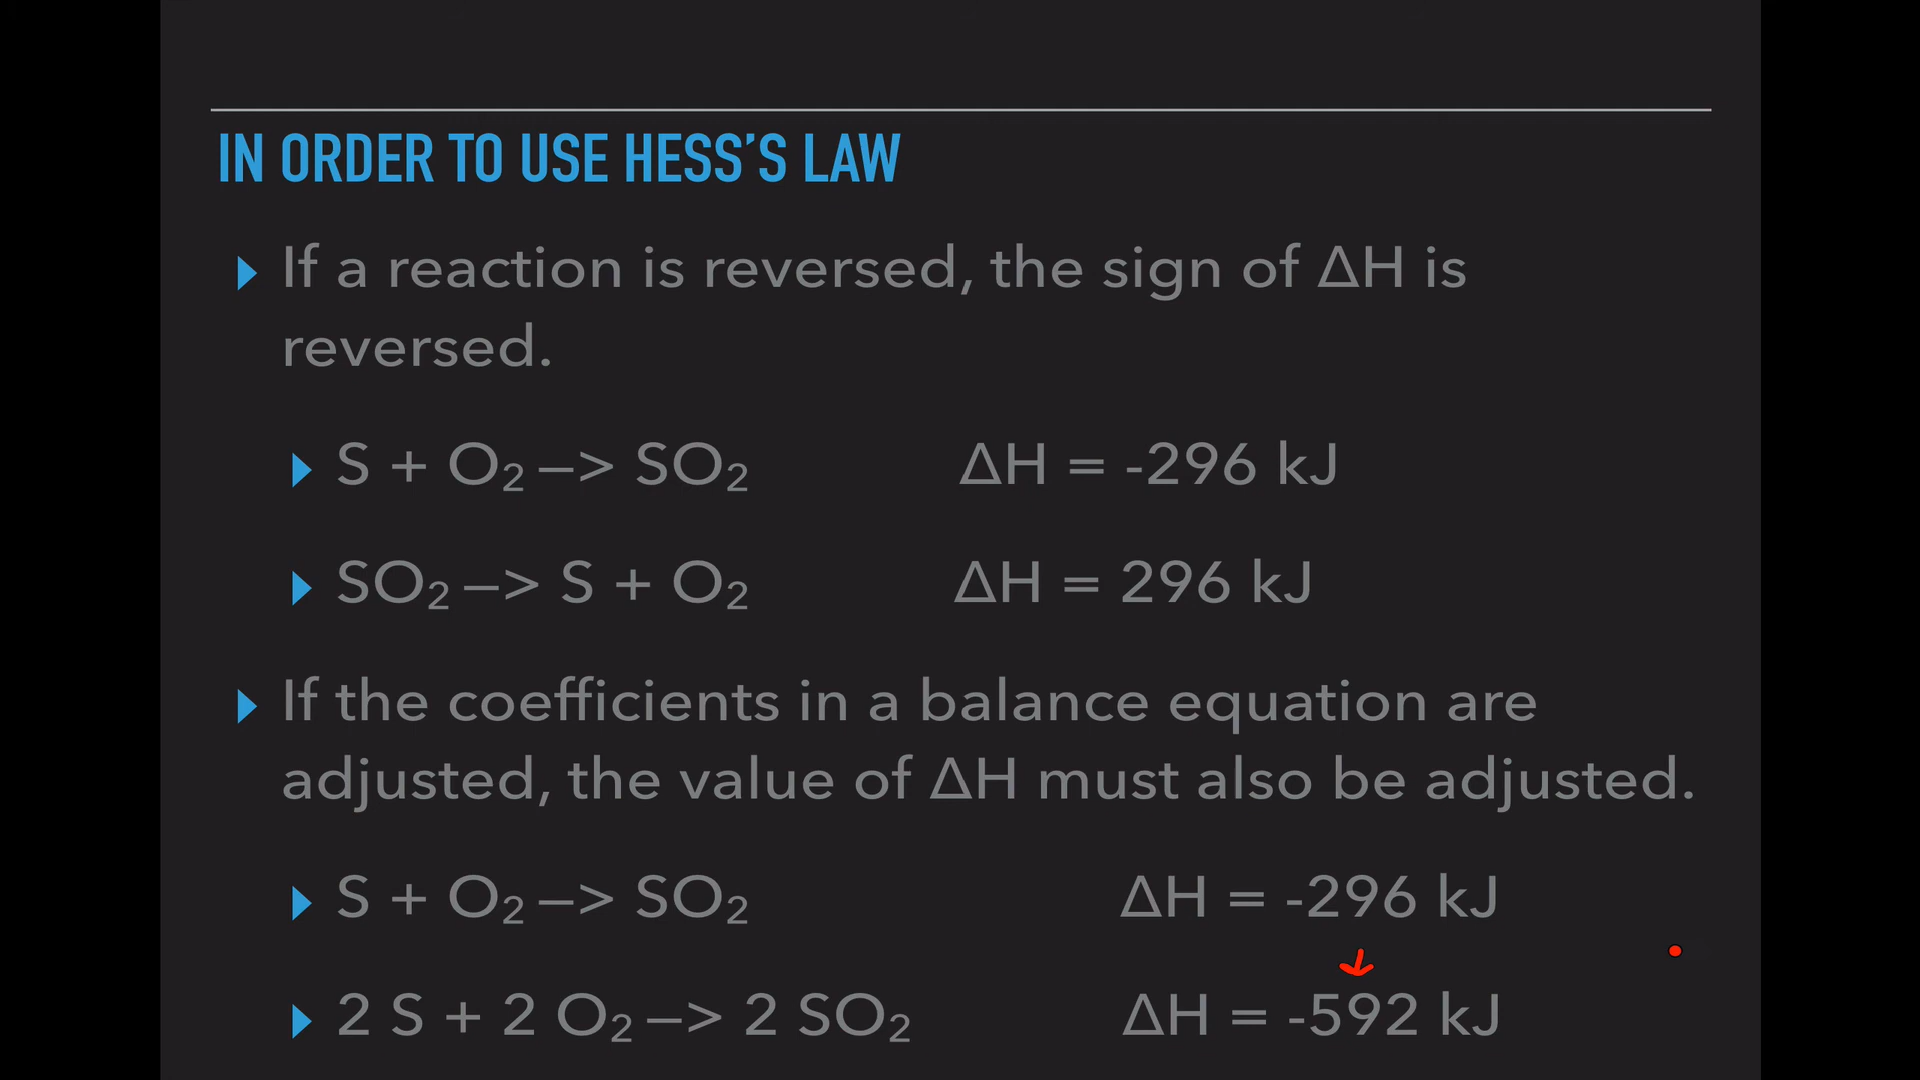 IN ORDER TO USE HESS’S LAW
If a reaction is reversed, the sign of ΔH is
reversed.
S + O₂ —> SO₂ ΔH = -296 kJ
SO₂ —> S + O₂ ΔH = 296 kJ
If the coefficients in a balance equation are
adjusted, the value of ΔH must also be adjusted.
S + O₂ —> SO₂ ΔH = -296 kJ
2 S + 2 O₂ —> 2 SO₂ ΔH = -592 kJ